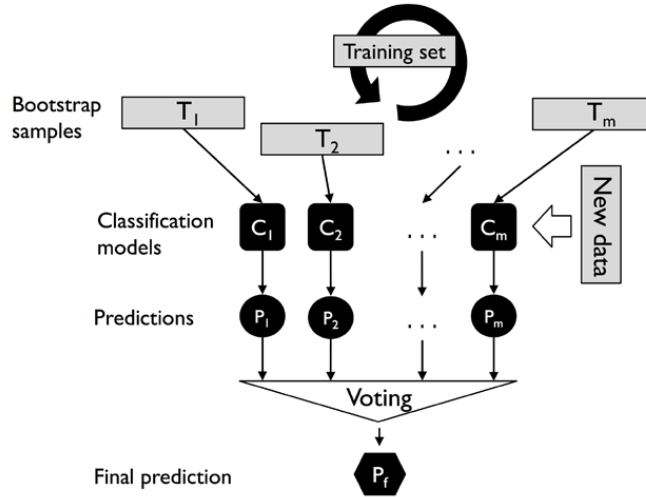 Training set
Bootstrap
samples
T1
T2
Tm
. . .
New data
Classification
models
C1
C2
. . .
Cm
Predictions
P1
P2
. . .
Pm
Voting
Final prediction
Pf